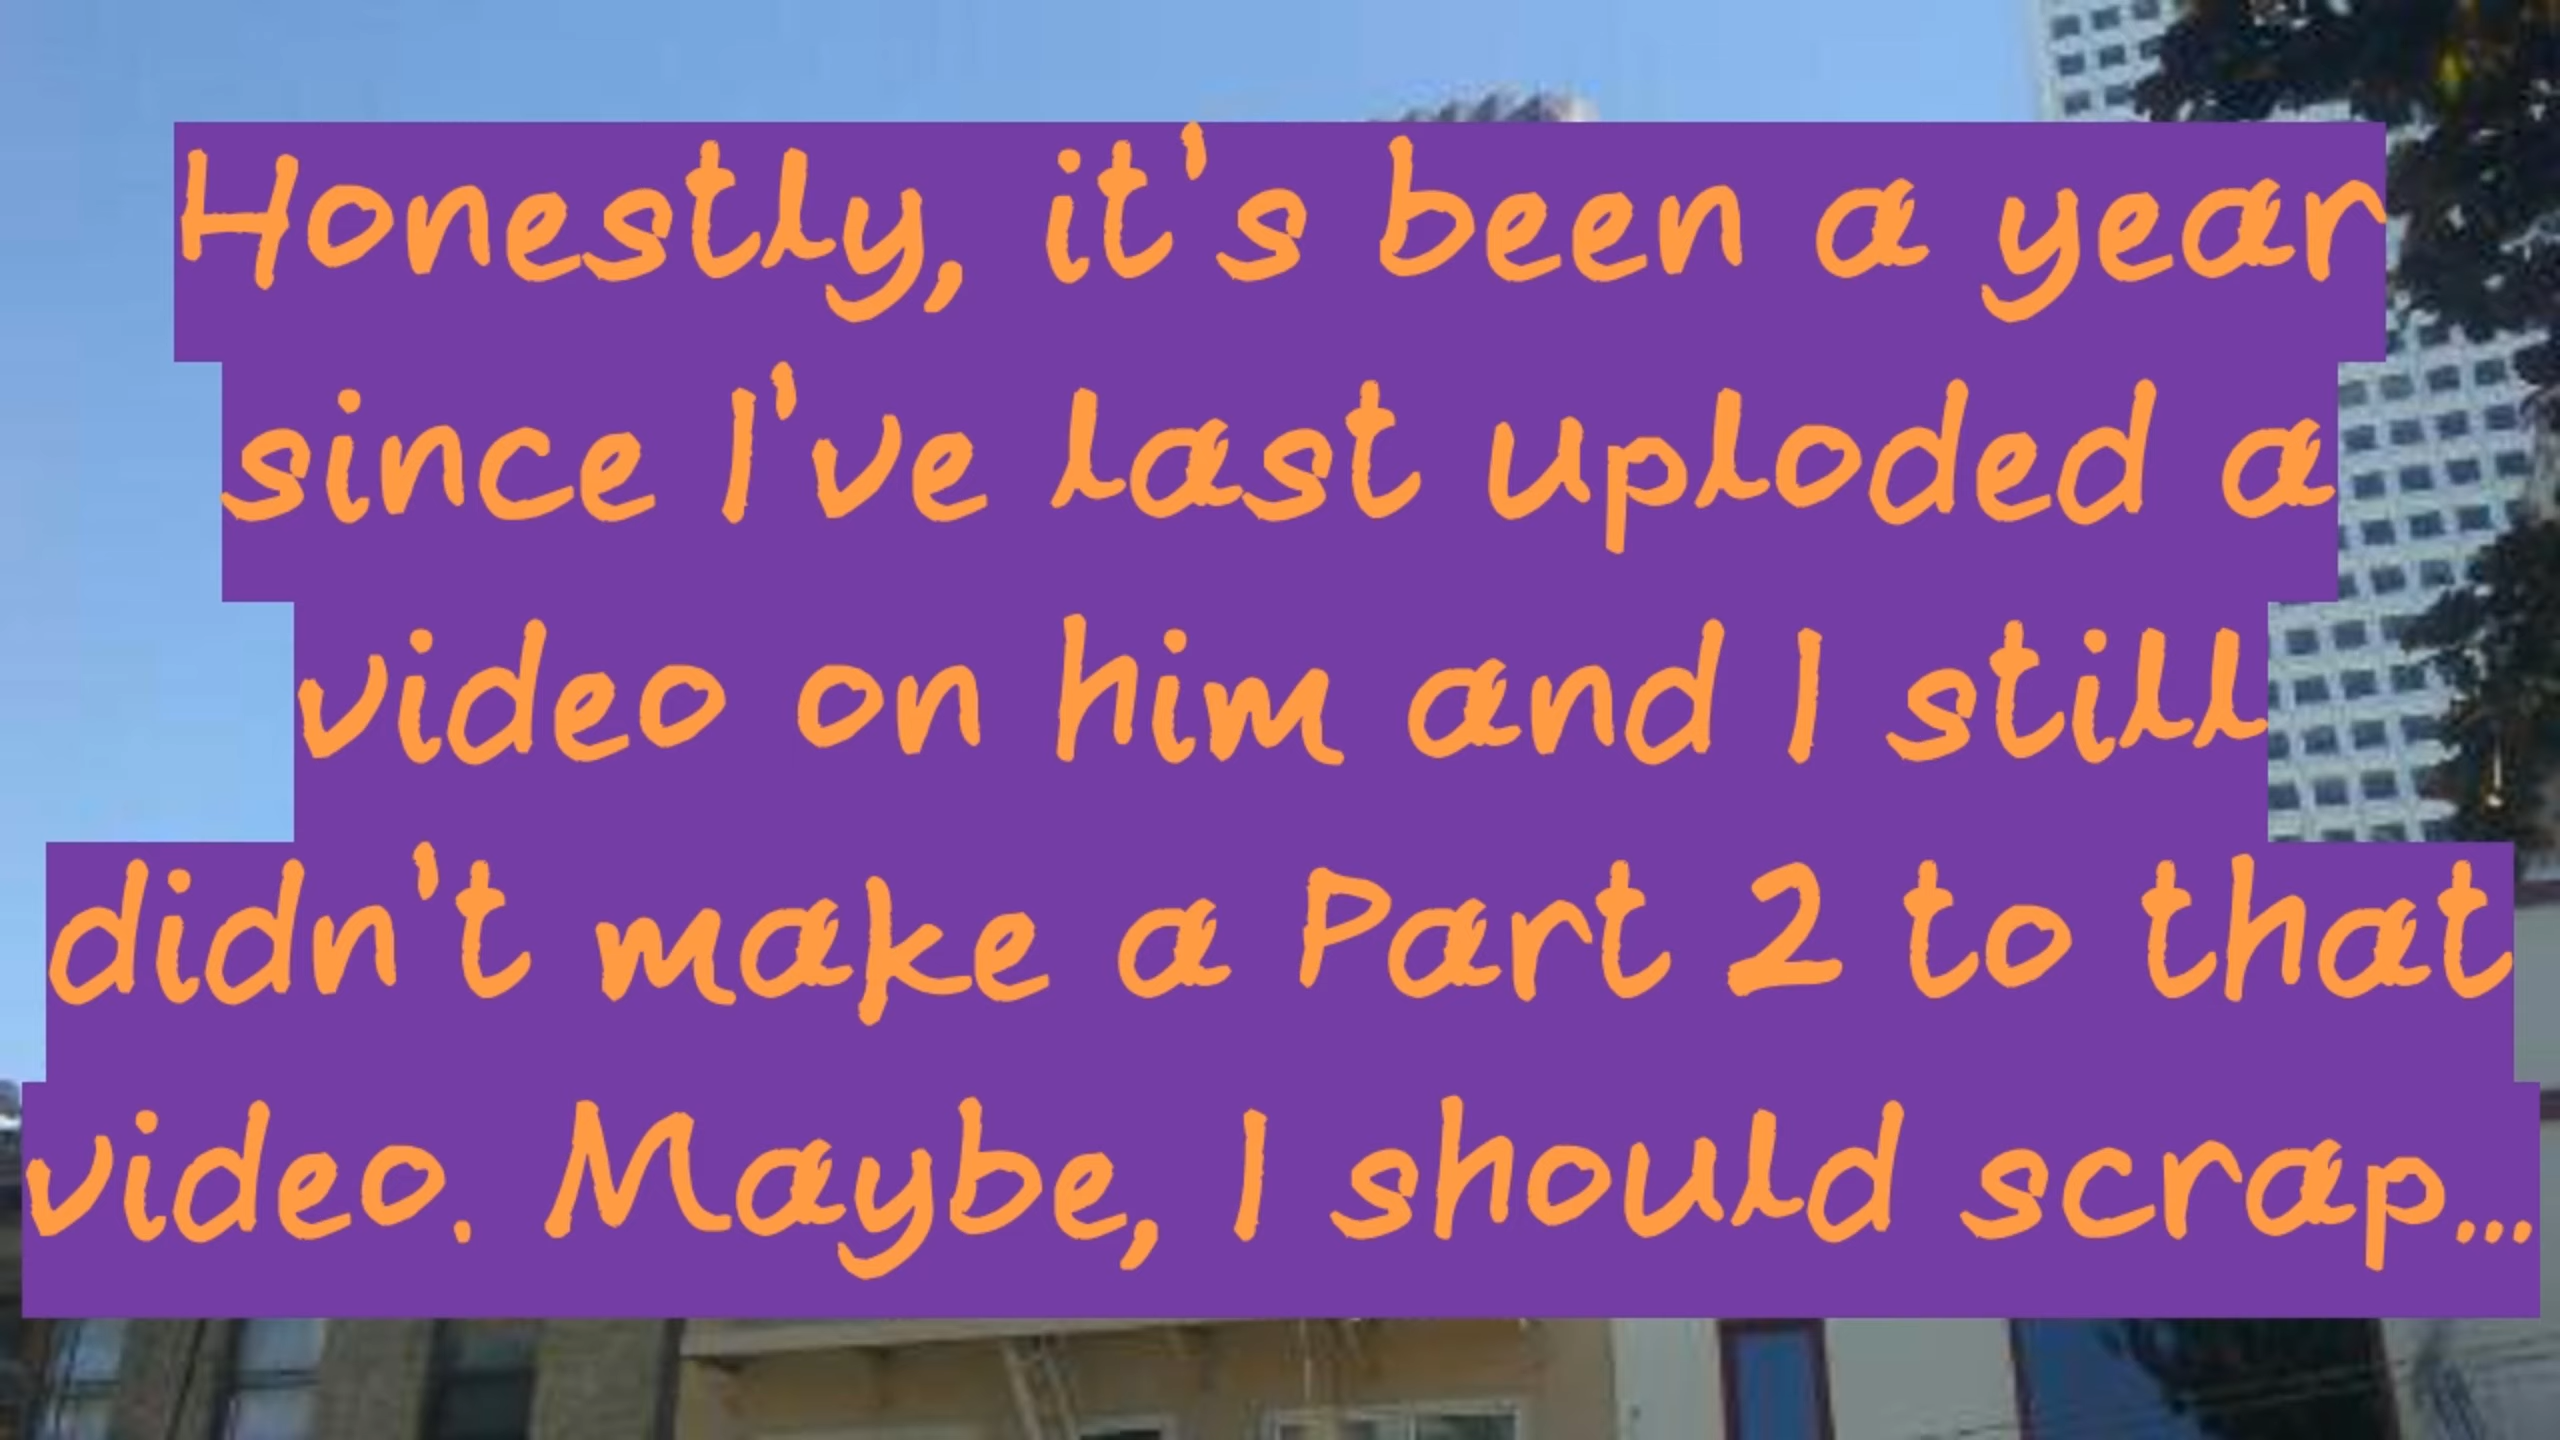 Honestly, it's been a year
since I've last uploded a
video on him and I still
didn't make a Part 2 to that
video. Maybe, I should scrap...